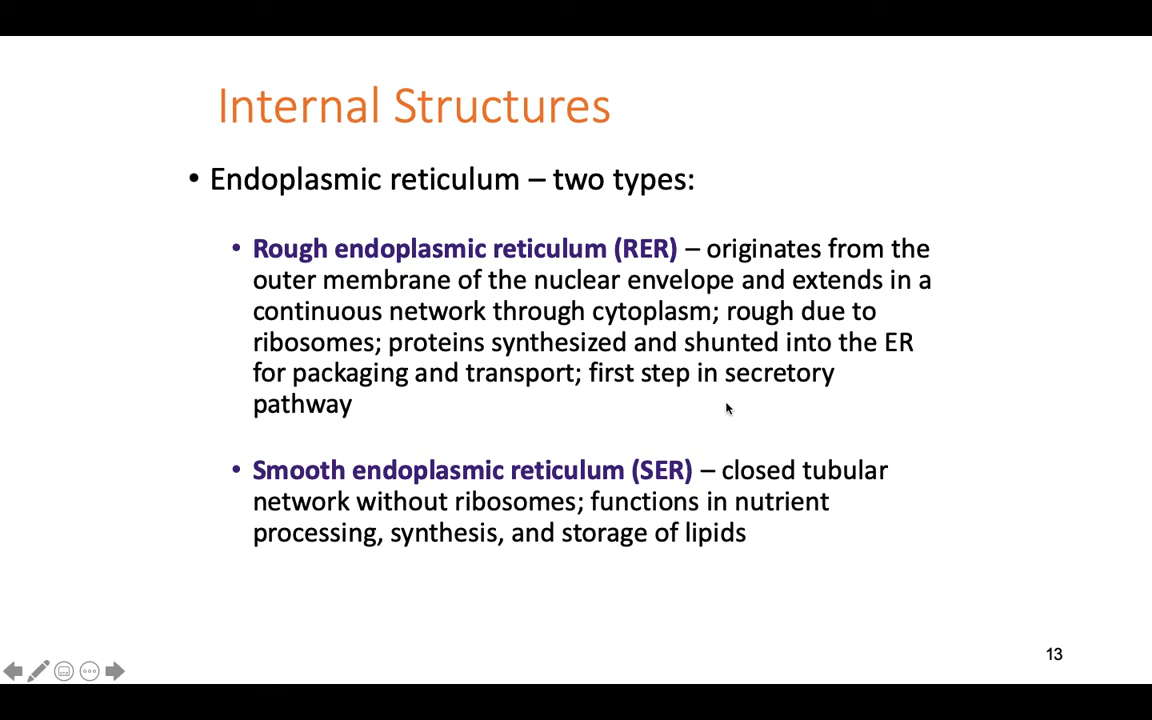 Internal Structures
• Endoplasmic reticulum – two types:
• Rough endoplasmic reticulum (RER) – originates from the
outer membrane of the nuclear envelope and extends in a
continuous network through cytoplasm; rough due to
ribosomes; proteins synthesized and shunted into the ER
for packaging and transport; first step in secretory
pathway
• Smooth endoplasmic reticulum (SER) – closed tubular
network without ribosomes; functions in nutrient
processing, synthesis, and storage of lipids
13